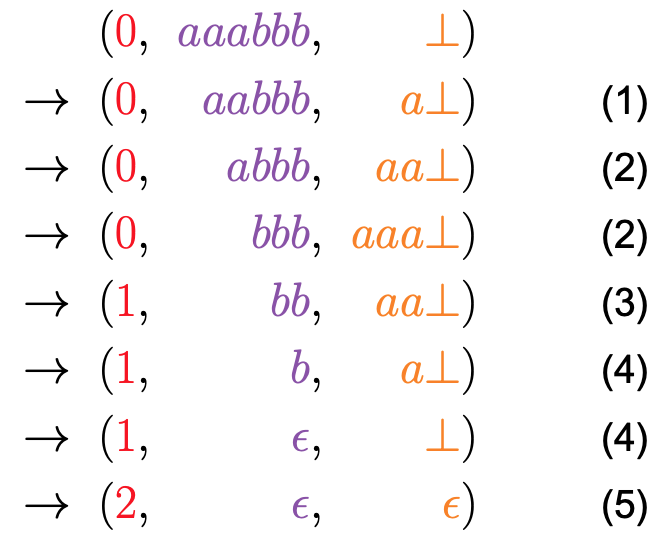 (0, aaabbb, ⊥)
→ (0, aabbb, a⊥) (1)
→ (0, abbb, aa⊥) (2)
→ (0, bbb, aaa⊥) (2)
→ (1, bb, aa⊥) (3)
→ (1, b, a⊥) (4)
→ (1, ϵ, ⊥) (4)
→ (2, ϵ, ϵ) (5)